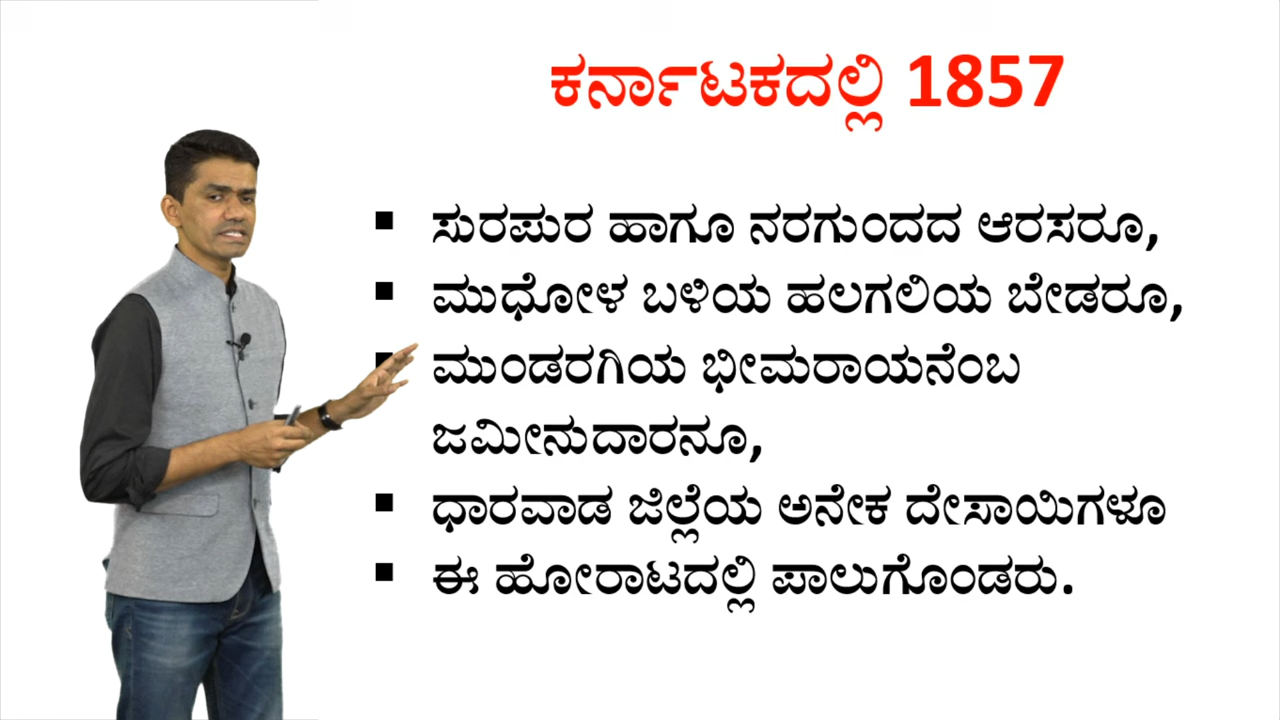 ಕರ್ನಾಟಕದಲ್ಲಿ 1857
▪ ಸುರಪುರ ಹಾಗೂ ನರಗುಂದದ ಆರಸರೂ,
▪ ಮುಧೋಳ ಬಳಿಯ ಹಲಗಲಿಯ ಬೇಡರೂ,
▪ ಮುಂಡರಗಿಯ ಭೀಮರಾಯನೆಂಬ
ಜಮೀನುದಾರನೂ,
▪ ಧಾರವಾಡ ಜಿಲ್ಲೆಯ ಅನೇಕ ದೇಸಾಯಿಗಳೂ
▪ ಈ ಹೋರಾಟದಲ್ಲಿ ಪಾಲುಗೊಂಡರು.